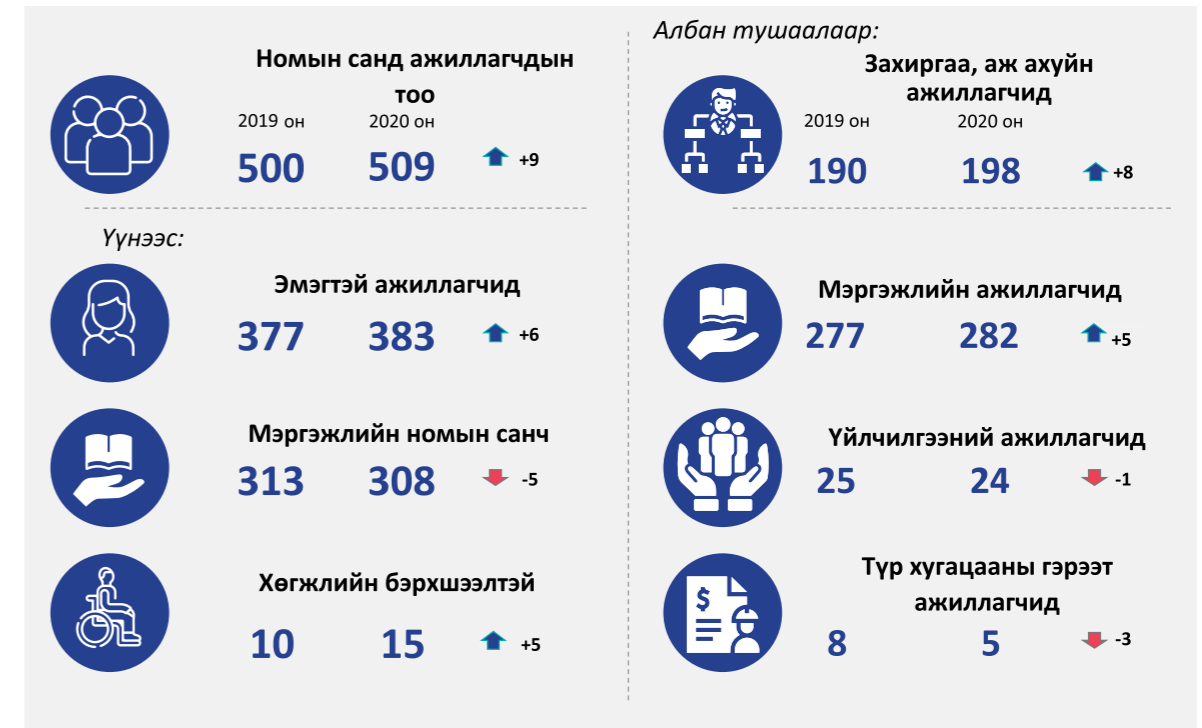 Номын санд ажиллагчдын
тоо
2019 он 2020 он
500 509 +9
Үүнээс:
Эмэгтэй ажиллагчид
377 383 +6
Мэргэжлийн номын санч
313 308 -5
Хөгжлийн бэрхшээлтэй
10 15 +5
Албан тушаалаар:
Захиргаа, аж ахуйн
ажиллагчид
2019 он 2020 он
190 198 +8
Мэргэжлийн ажиллагчид
277 282 +5
Үйлчилгээний ажиллагчид
25 24 -1
Түр хугацааны гэрээт
ажиллагчид
$
8 5 -3